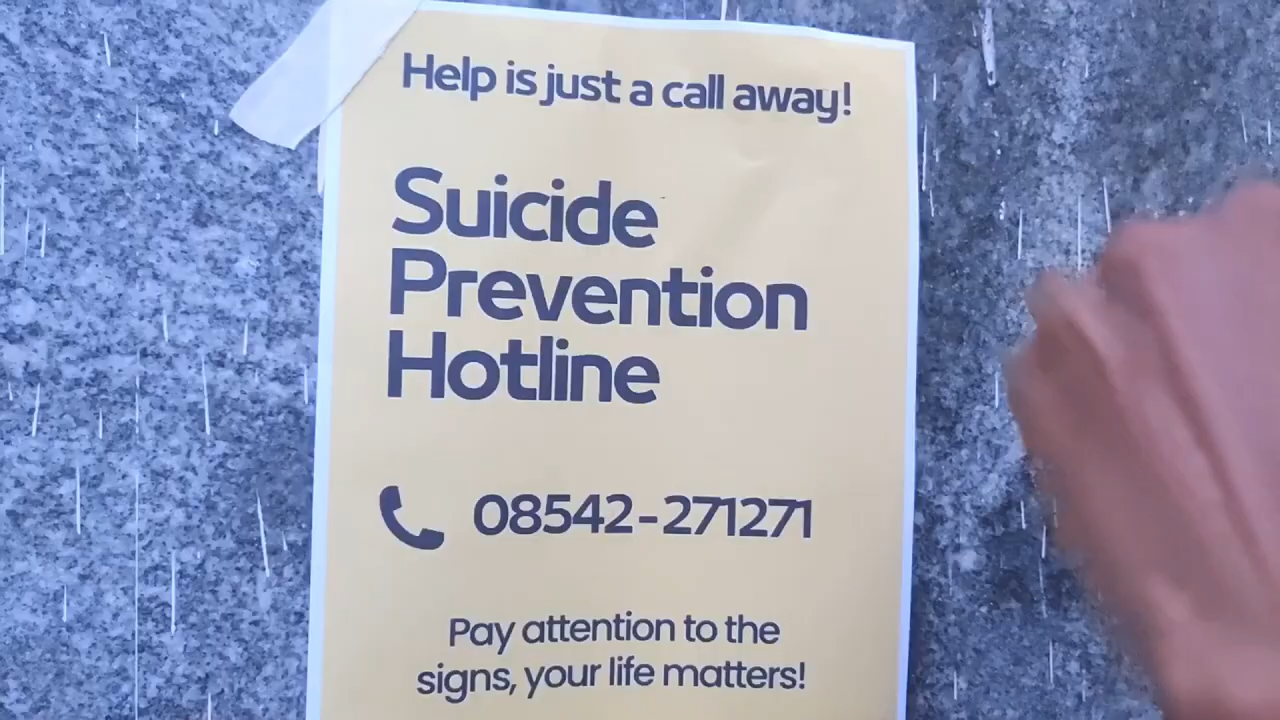 Help is just a call away!
Suicide
Prevention
Hotline
08542-271271
Pay attention to the
signs, your life matters!